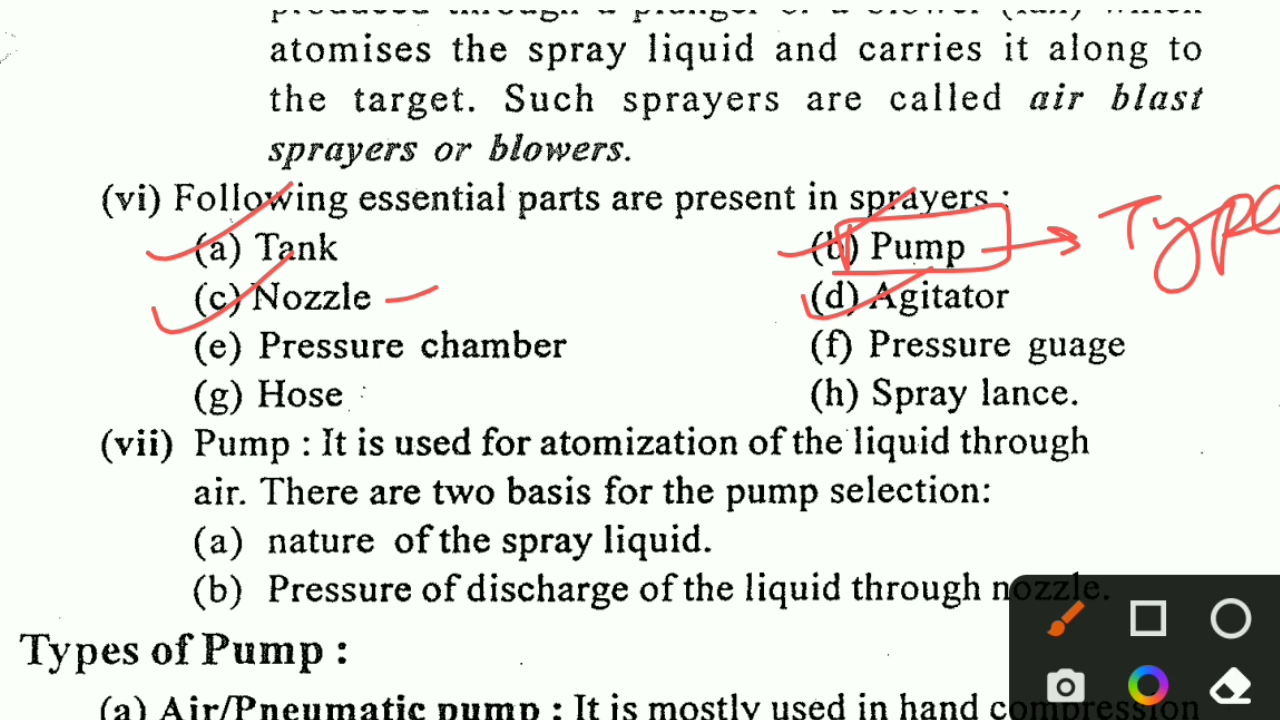 atomises the spray liquid and carries it along to
the target. Such sprayers are called air blast
sprayers or blowers.
(vi) Following essential parts are present in sprayers :
(a) Tank (b) Pump → Type
(c) Nozzle (d) Agitator
(e) Pressure chamber (f) Pressure guage
(g) Hose (h) Spray lance.
(vii) Pump : It is used for atomization of the liquid through
air. There are two basis for the pump selection:
(a) nature of the spray liquid.
(b) Pressure of discharge of the liquid through nozzle.
Types of Pump :
(a) Air/Pneumatic pump : It is mostly used in hand compression